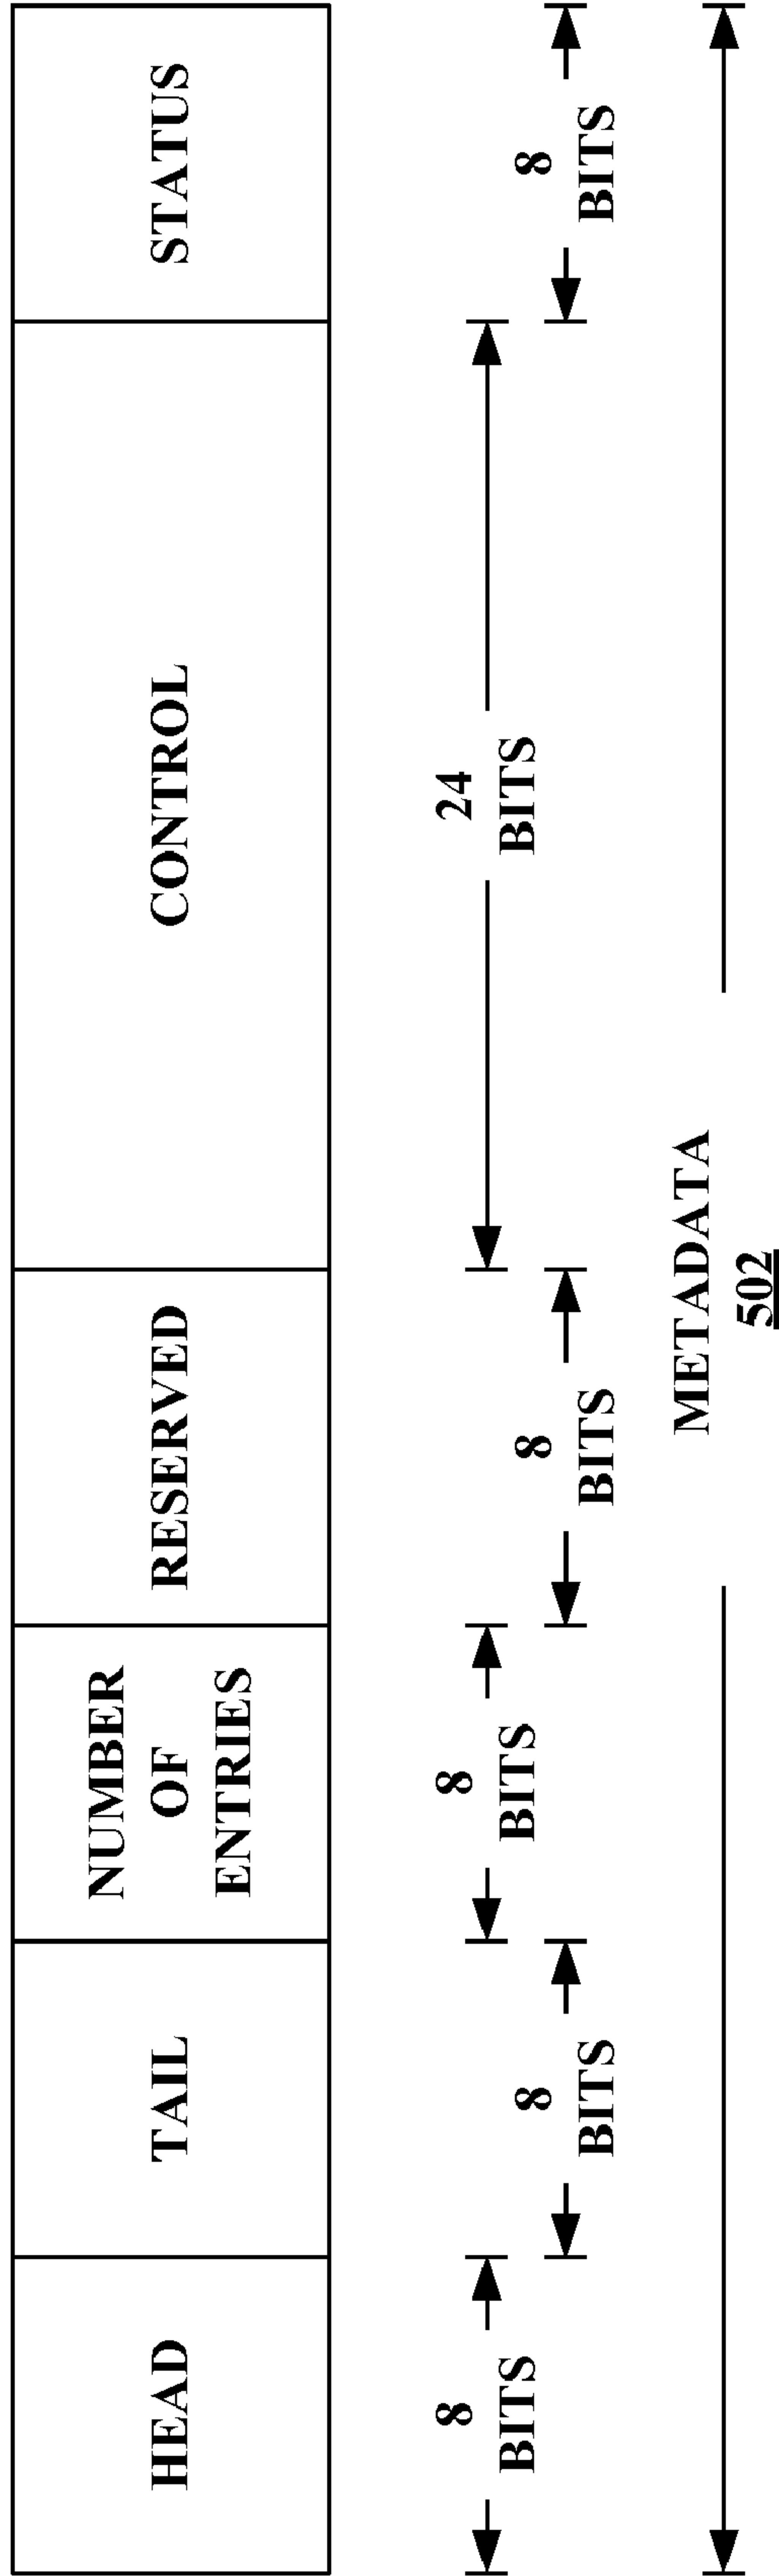 HEAD
TAIL
NUMBER
OF
ENTRIES
RESERVED
CONTROL
STATUS
8
BITS
8
BITS
8
BITS
8
BITS
24
BITS
8
BITS
METADATA
502